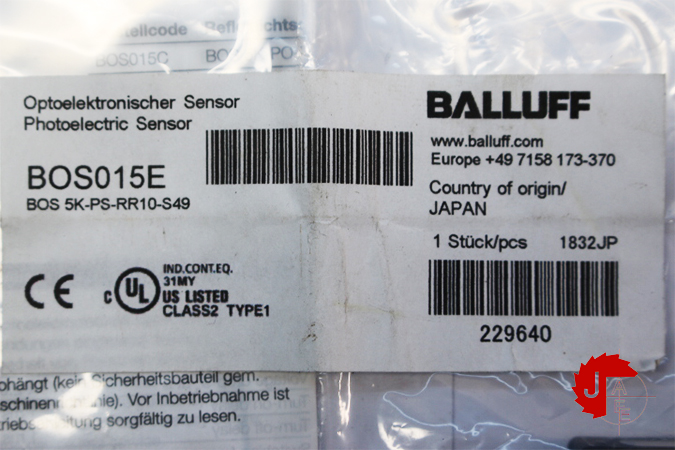 BOS015C
Optoelektronischer Sensor
Photoelectric Sensor
BOS015E
BOS 5K-PS-RR10-S49
CE
c UL US LISTED
IND.CONT.EQ.
31MY
CLASS2 TYPE1
BALLUFF
www.balluff.com
Europe +49 7158 173-370
Country of origin/
JAPAN
1 Stück/pcs 1832JP
229640
(kein Sicherheitsbauteil gem.
Vor Inbetriebnahme ist
sorgfältig zu lesen.